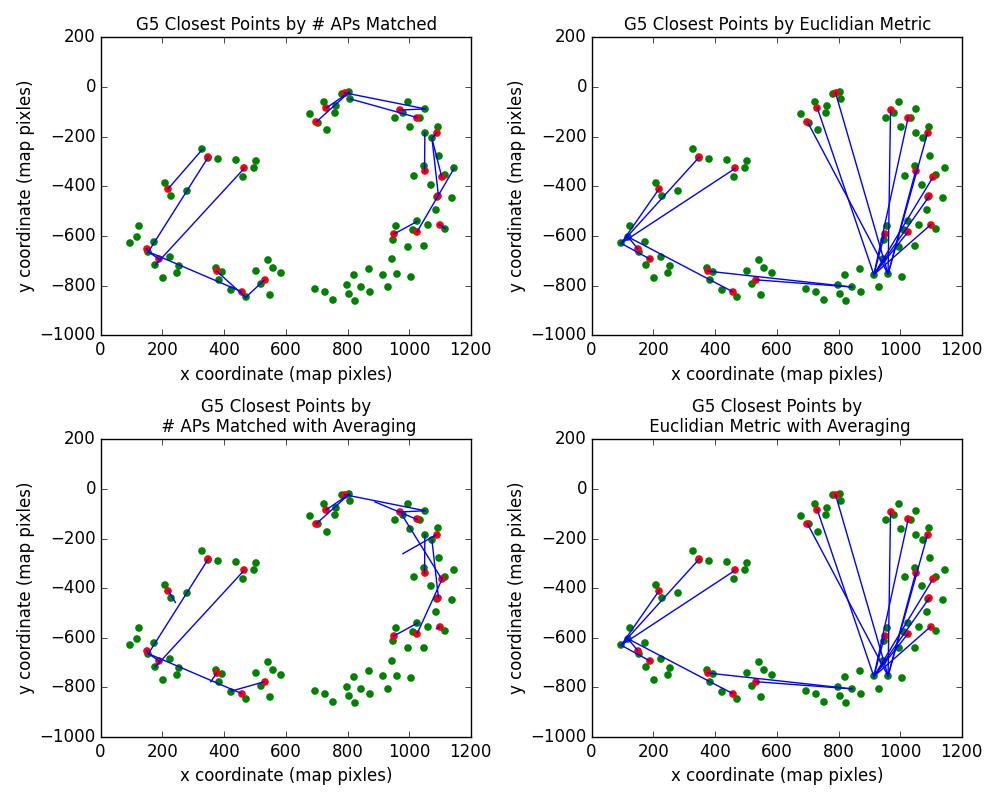 G5 Closest Points by # APs Matched
200
0
−200
−400
−600
−800
−1000
0 200 400 600 800 1000 1200
x coordinate (map pixles)
y coordinate (map pixles)
G5 Closest Points by Euclidian Metric
200
0
−200
−400
−600
−800
−1000
0 200 400 600 800 1000 1200
x coordinate (map pixles)
y coordinate (map pixles)
G5 Closest Points by
# APs Matched with Averaging
200
0
−200
−400
−600
−800
−1000
0 200 400 600 800 1000 1200
x coordinate (map pixles)
y coordinate (map pixles)
G5 Closest Points by
Euclidian Metric with Averaging
200
0
−200
−400
−600
−800
−1000
0 200 400 600 800 1000 1200
x coordinate (map pixles)
y coordinate (map pixles)